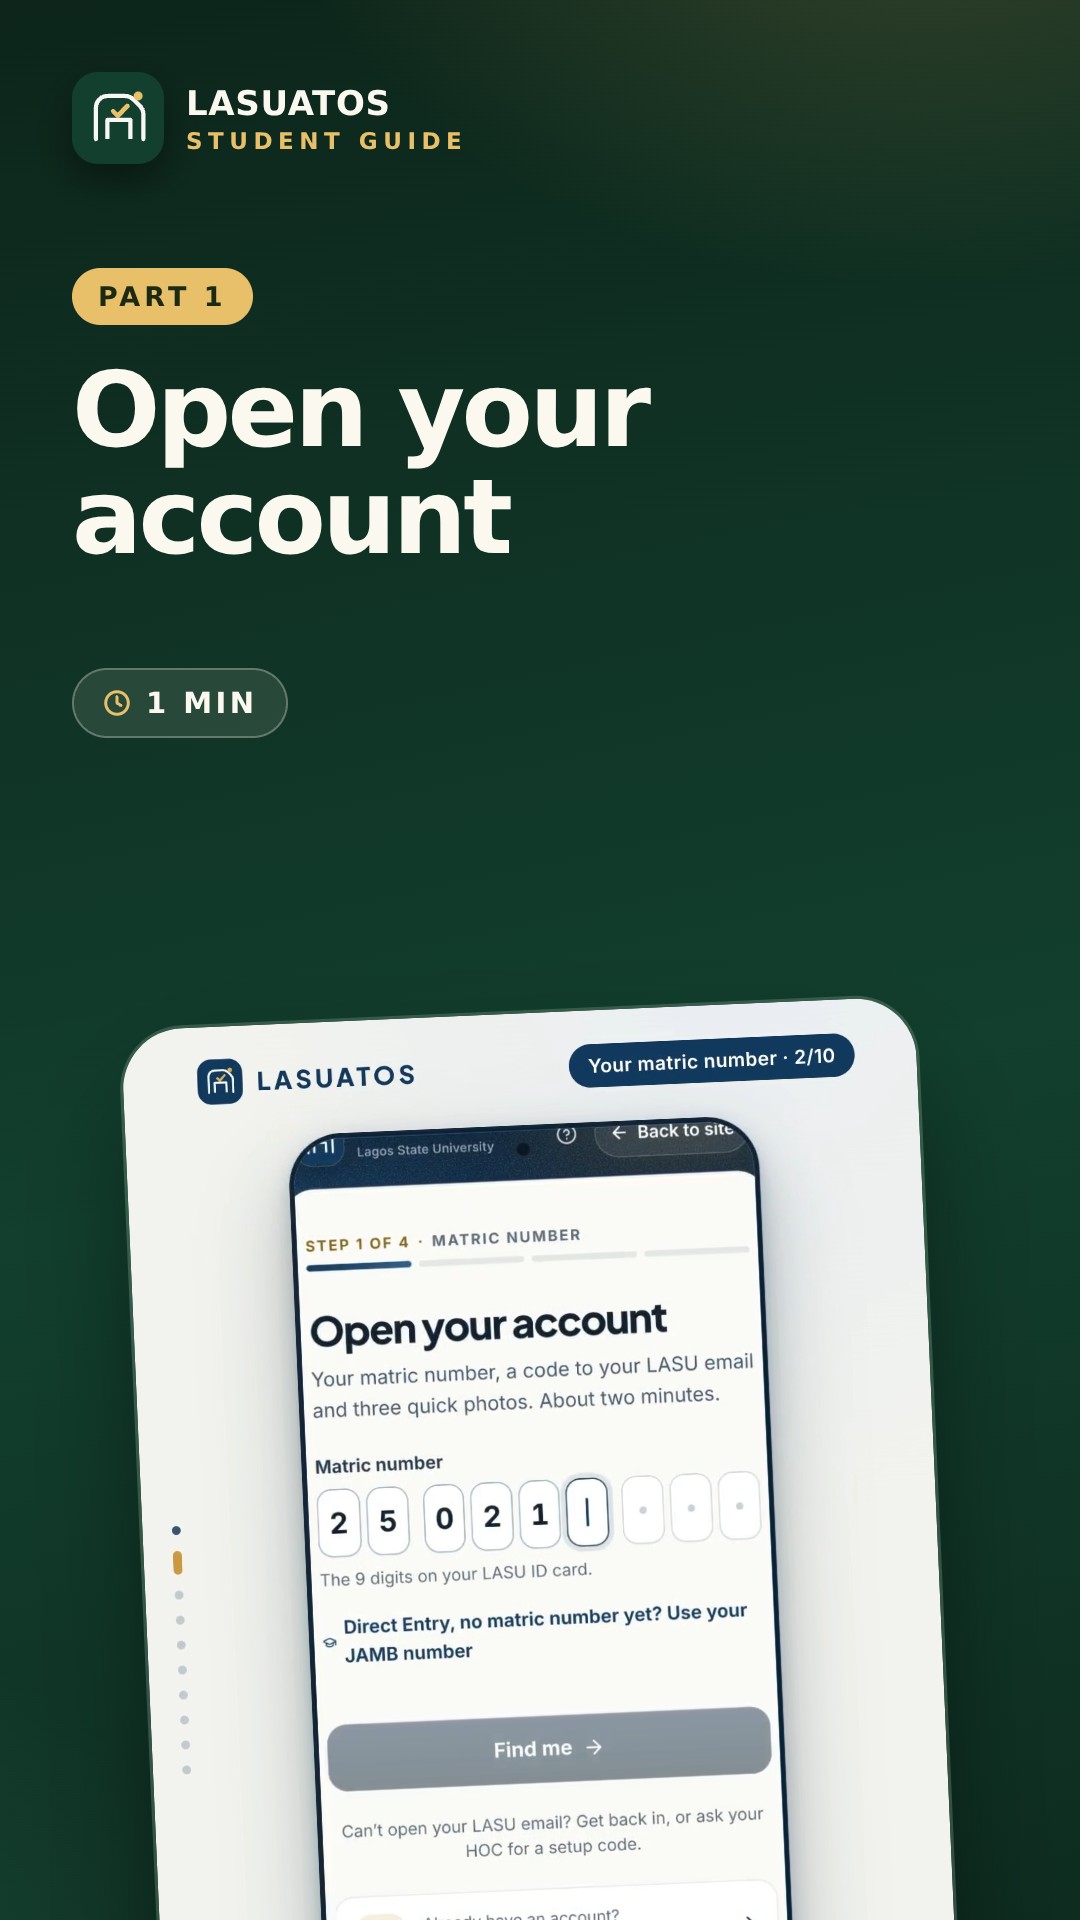 LASUATOS
STUDENT GUIDE
PART 1
Open your
account
1 MIN
LASUATOS
Your matric number · 2/10
Lagos State University
← Back to site
STEP 1 OF 4 · MATRIC NUMBER
Open your account
Your matric number, a code to your LASU email
and three quick photos. About two minutes.
Matric number
2 5 0 2 1
The 9 digits on your LASU ID card.
Direct Entry, no matric number yet? Use your
JAMB number
Find me →
Can't open your LASU email? Get back in, or ask your
HOC for a setup code.
Already have an account?